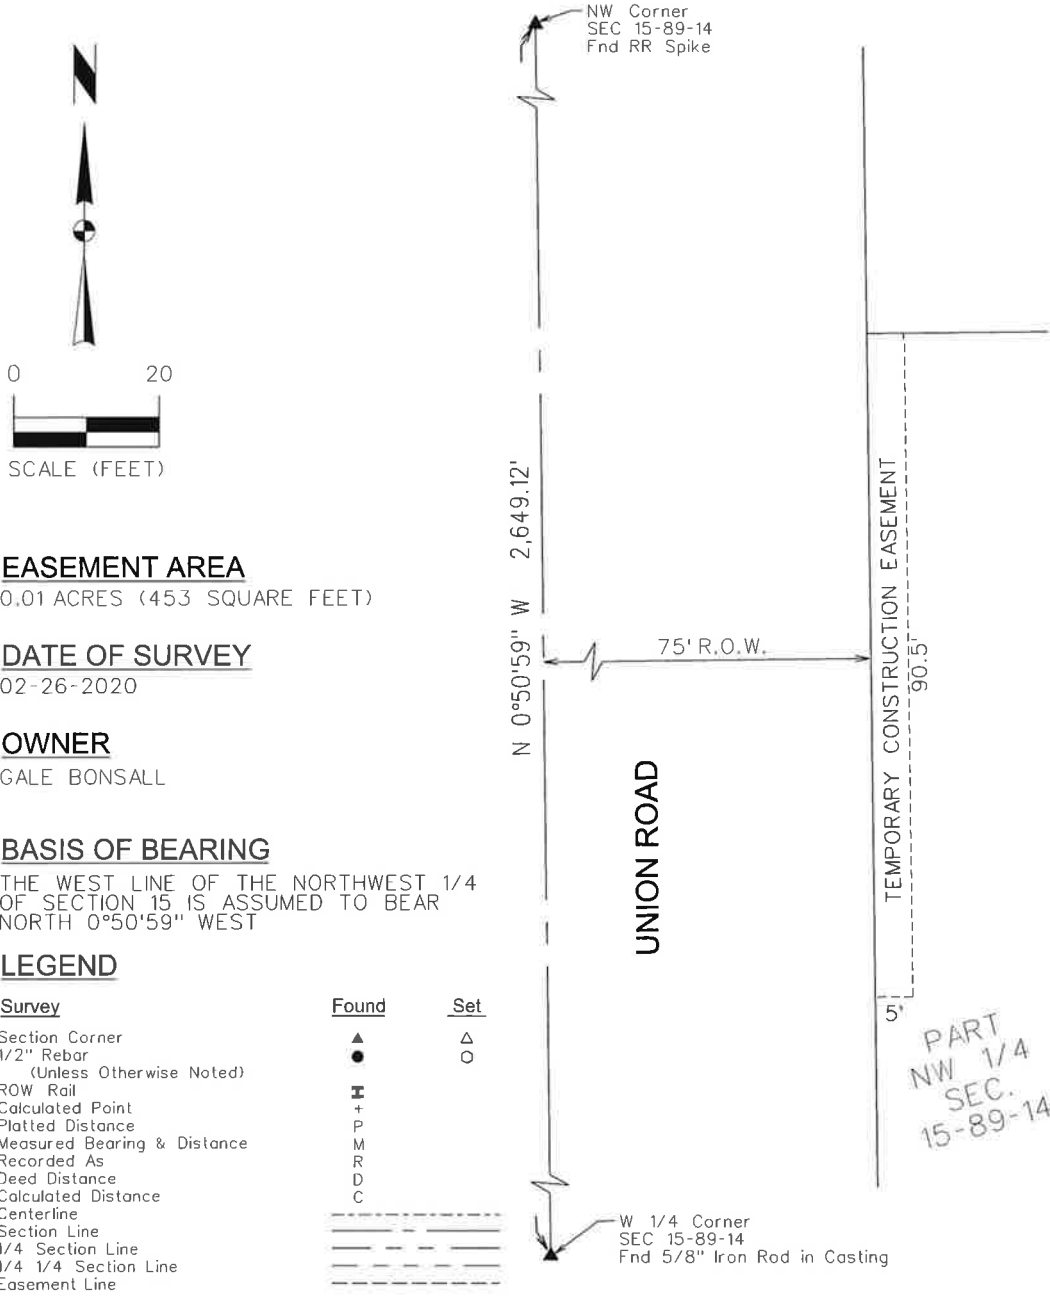 NW Corner
SEC 15-89-14
Fnd RR Spike
N
0 20
SCALE (FEET)
N 0°50'59" W 2,649.12'
75' R.O.W.
UNION ROAD
TEMPORARY CONSTRUCTION EASEMENT
90.5'
5'
PART
NW 1/4
SEC.
15-89-14
EASEMENT AREA
0.01 ACRES (453 SQUARE FEET)
DATE OF SURVEY
02-26-2020
OWNER
GALE BONSALL
BASIS OF BEARING
THE WEST LINE OF THE NORTHWEST 1/4
OF SECTION 15 IS ASSUMED TO BEAR
NORTH 0°50'59" WEST
LEGEND
Survey Found Set
Section Corner
1/2" Rebar
(Unless Otherwise Noted)
ROW Rail
Calculated Point +
Platted Distance P
Measured Bearing & Distance M
Recorded As R
Deed Distance D
Calculated Distance C
Centerline
Section Line
1/4 Section Line
1/4 1/4 Section Line
Easement Line
W 1/4 Corner
SEC 15-89-14
Fnd 5/8" Iron Rod in Casting